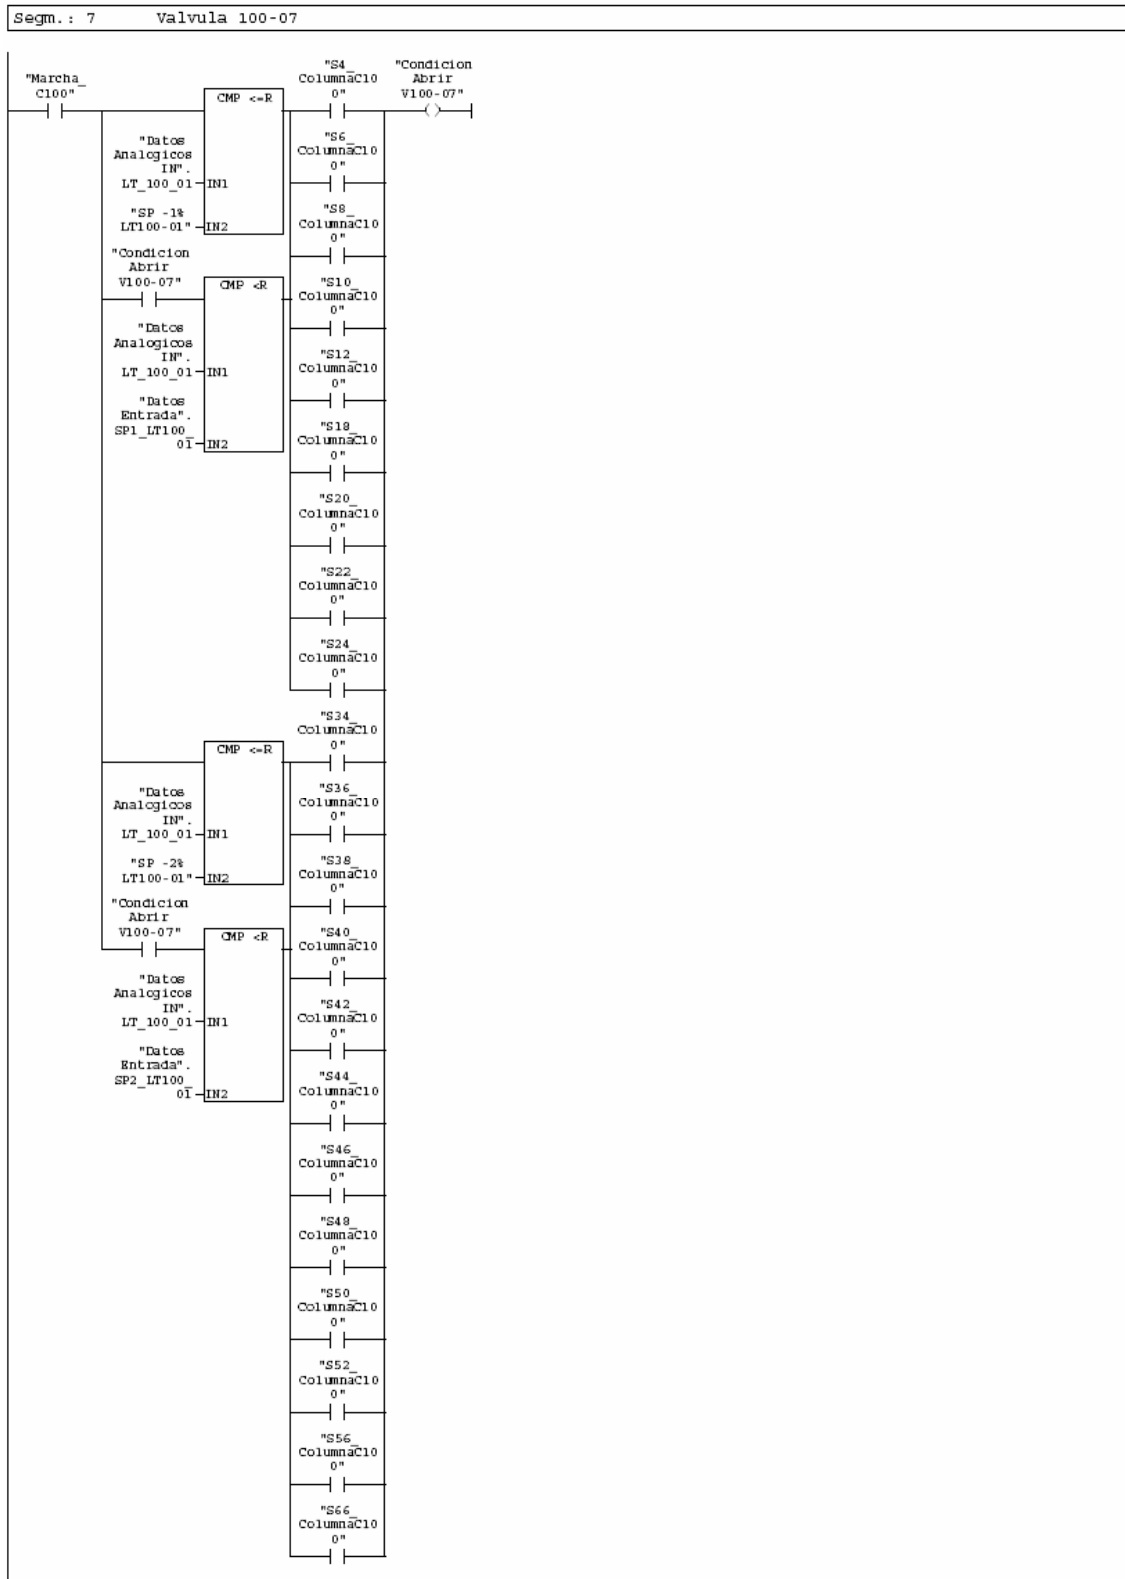 Segm.: 7 Valvula 100-07
"Marcha_
C100"
CMP <=R
"S4_
ColumnaC10
0"
"Condicion
Abrir
V100-07"
"Datos
Analogicos
IN".
LT_100_01 IN1
"SP -1%
LT100-01" IN2
"S6_
ColumnaC10
0"
"S8_
ColumnaC10
0"
"Condicion
Abrir
V100-07"
CMP <R
"S10_
ColumnaC10
0"
"Datos
Analogicos
IN".
LT_100_01 IN1
"Datos
Entrada".
SP1_LT100_
01 IN2
"S12_
ColumnaC10
0"
"S18_
ColumnaC10
0"
"S20_
ColumnaC10
0"
"S22_
ColumnaC10
0"
"S24_
ColumnaC10
0"
"S34_
ColumnaC10
0"
CMP <=R
"Datos
Analogicos
IN".
LT_100_01 IN1
"SP -2%
LT100-01" IN2
"S36_
ColumnaC10
0"
"S38_
ColumnaC10
0"
"Condicion
Abrir
V100-07"
CMP <R
"S40_
ColumnaC10
0"
"Datos
Analogicos
IN".
LT_100_01 IN1
"Datos
Entrada".
SP2_LT100_
01 IN2
"S42_
ColumnaC10
0"
"S44_
ColumnaC10
0"
"S46_
ColumnaC10
0"
"S48_
ColumnaC10
0"
"S50_
ColumnaC10
0"
"S52_
ColumnaC10
0"
"S56_
ColumnaC10
0"
"S66_
ColumnaC10
0"